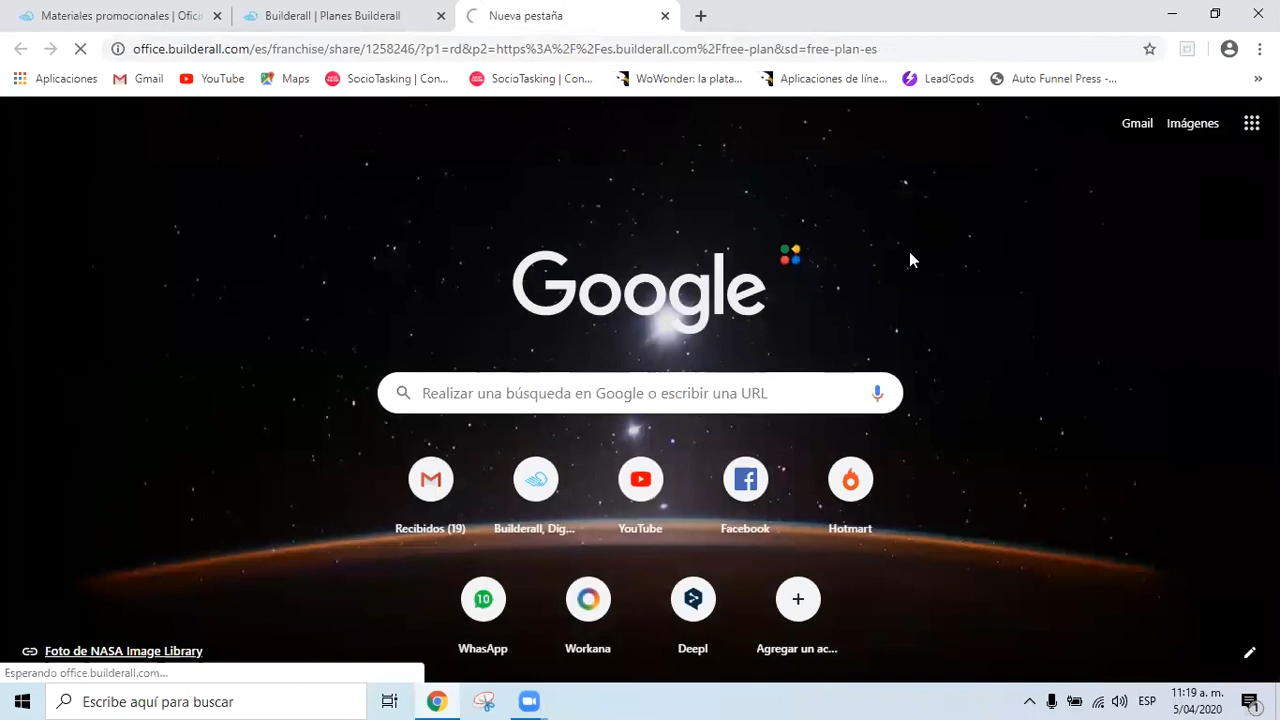 Materiales promocionales | Ofici
Builderall | Planes Builderall
Nueva pestaña
office.builderall.com/es/franchise/share/1258246/?p1=rd&p2=https%3A%2F%2Fes.builderall.com%2Ffree-plan&sd=free-plan-es
Aplicaciones
Gmail
YouTube
Maps
SocioTasking | Con...
SocioTasking | Con...
WoWonder: la plata...
Aplicaciones de líne...
LeadGods
Auto Funnel Press -...
»
Gmail Imágenes
Google
Realizar una búsqueda en Google o escribir una URL
Recibidos (19)
Builderall, Dig...
YouTube
Facebook
Hotmart
10
WhasApp
Workana
Deepl
Agregar un ac...
Foto de NASA Image Library
Esperando office.builderall.com...
Escribe aquí para buscar
ESP
11:19 a. m.
5/04/2020
1